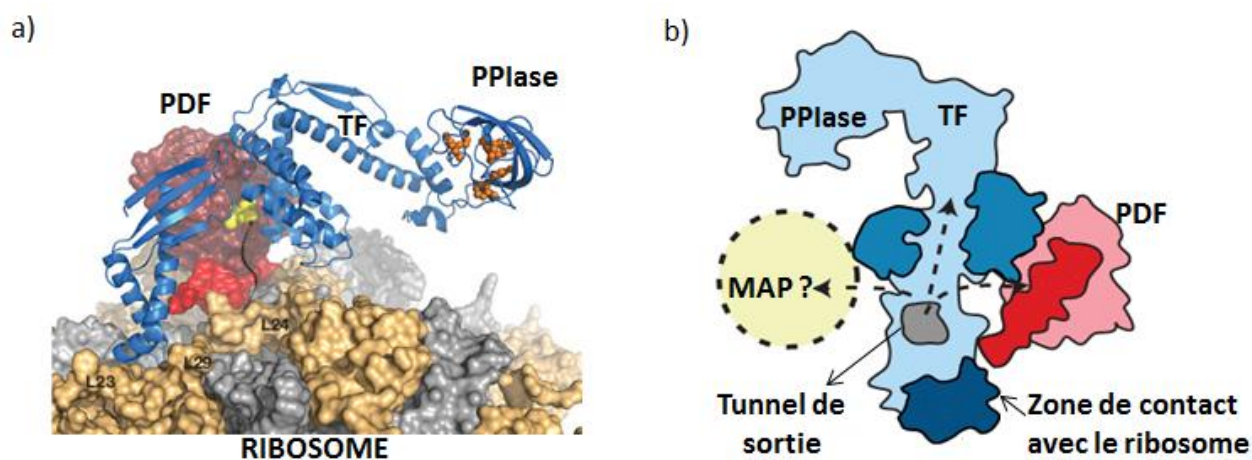 a)
PDF
PPIase
TF
L24
L29
L23
RIBOSOME
b)
PPIase
TF
PDF
MAP ?
Tunnel de
sortie
Zone de contact
avec le ribosome